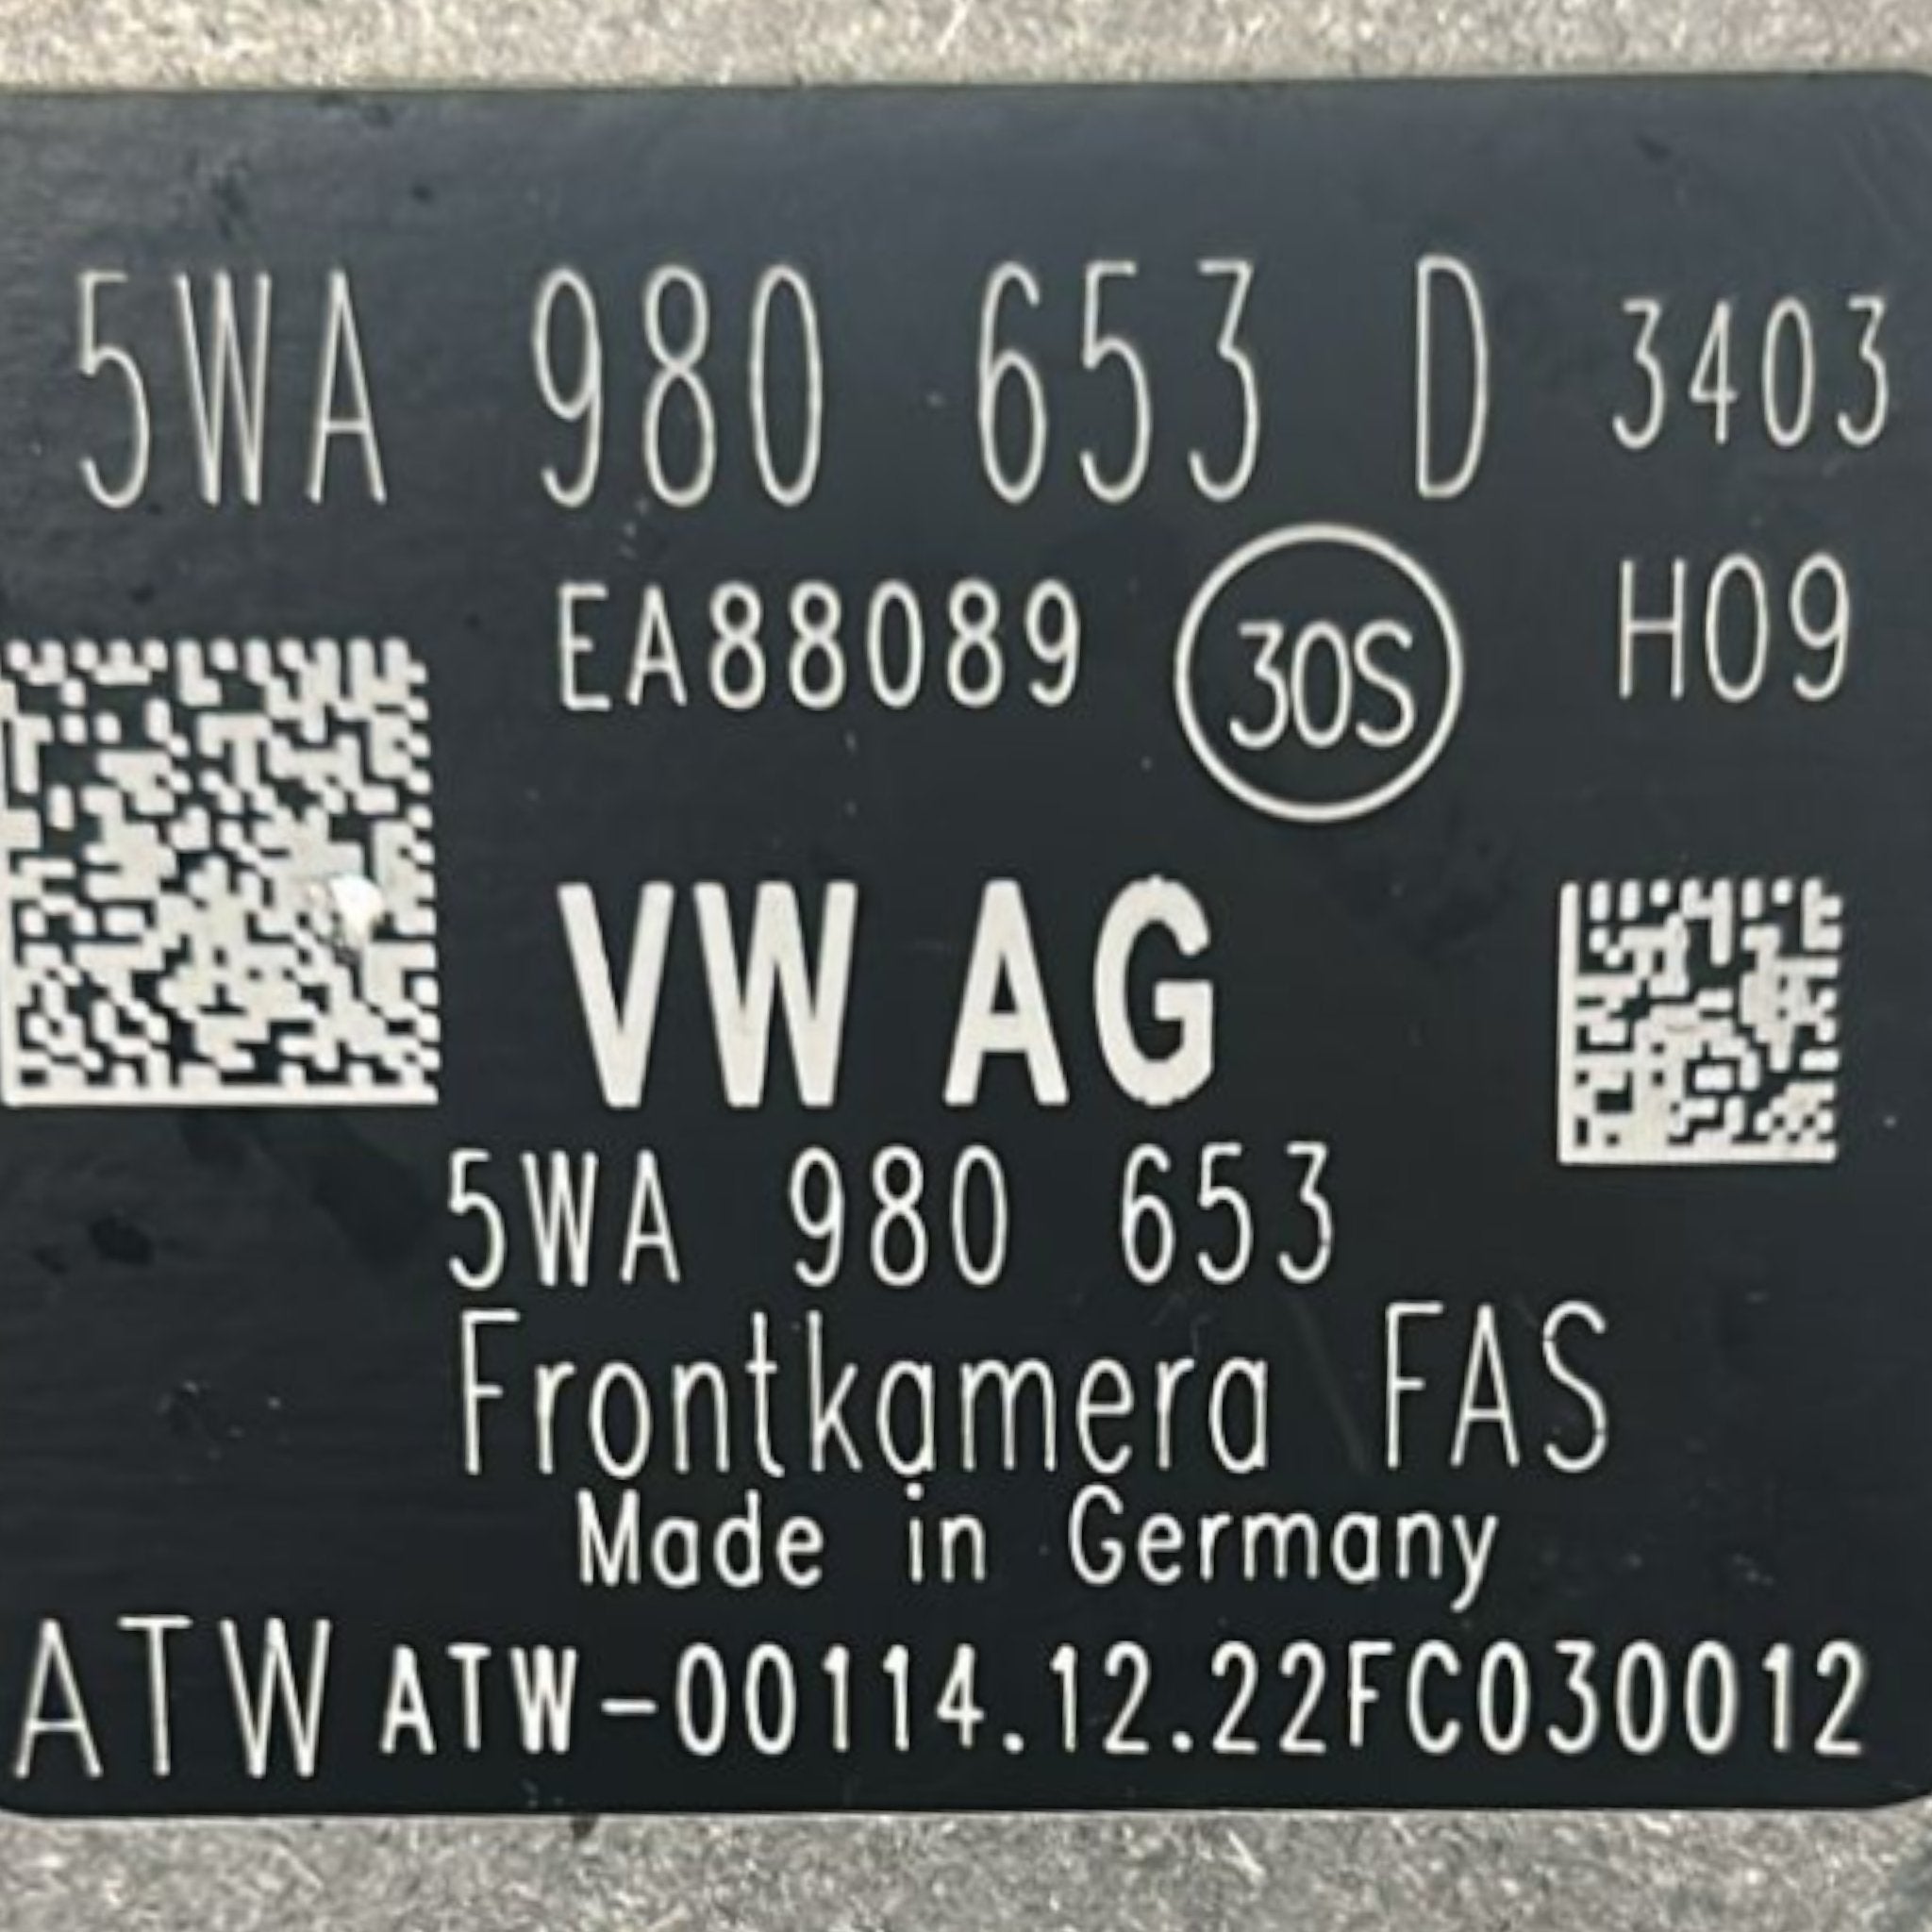 5WA 980 653 D 3403
EA88089 30S H09
VW AG
5WA 980 653
Frontkamera FAS
Made in Germany
ATW ATW-00114.12.22FC030012